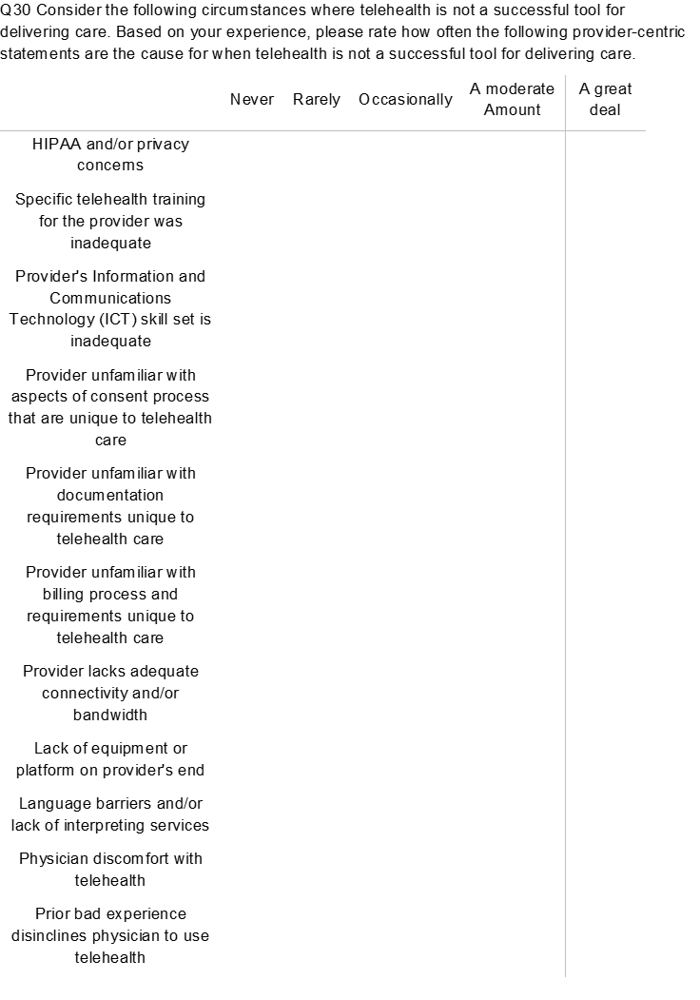 Q30 Consider the following circumstances where telehealth is not a successful tool for
delivering care. Based on your experience, please rate how often the following provider-centric
statements are the cause for when telehealth is not a successful tool for delivering care.
Never Rarely Occasionally A moderate Amount A great deal
HIPAA and/or privacy
concerns
Specific telehealth training
for the provider was
inadequate
Provider's Information and
Communications
Technology (ICT) skill set is
inadequate
Provider unfamiliar with
aspects of consent process
that are unique to telehealth
care
Provider unfamiliar with
documentation
requirements unique to
telehealth care
Provider unfamiliar with
billing process and
requirements unique to
telehealth care
Provider lacks adequate
connectivity and/or
bandwidth
Lack of equipment or
platform on provider's end
Language barriers and/or
lack of interpreting services
Physician discomfort with
telehealth
Prior bad experience
disinclines physician to use
telehealth